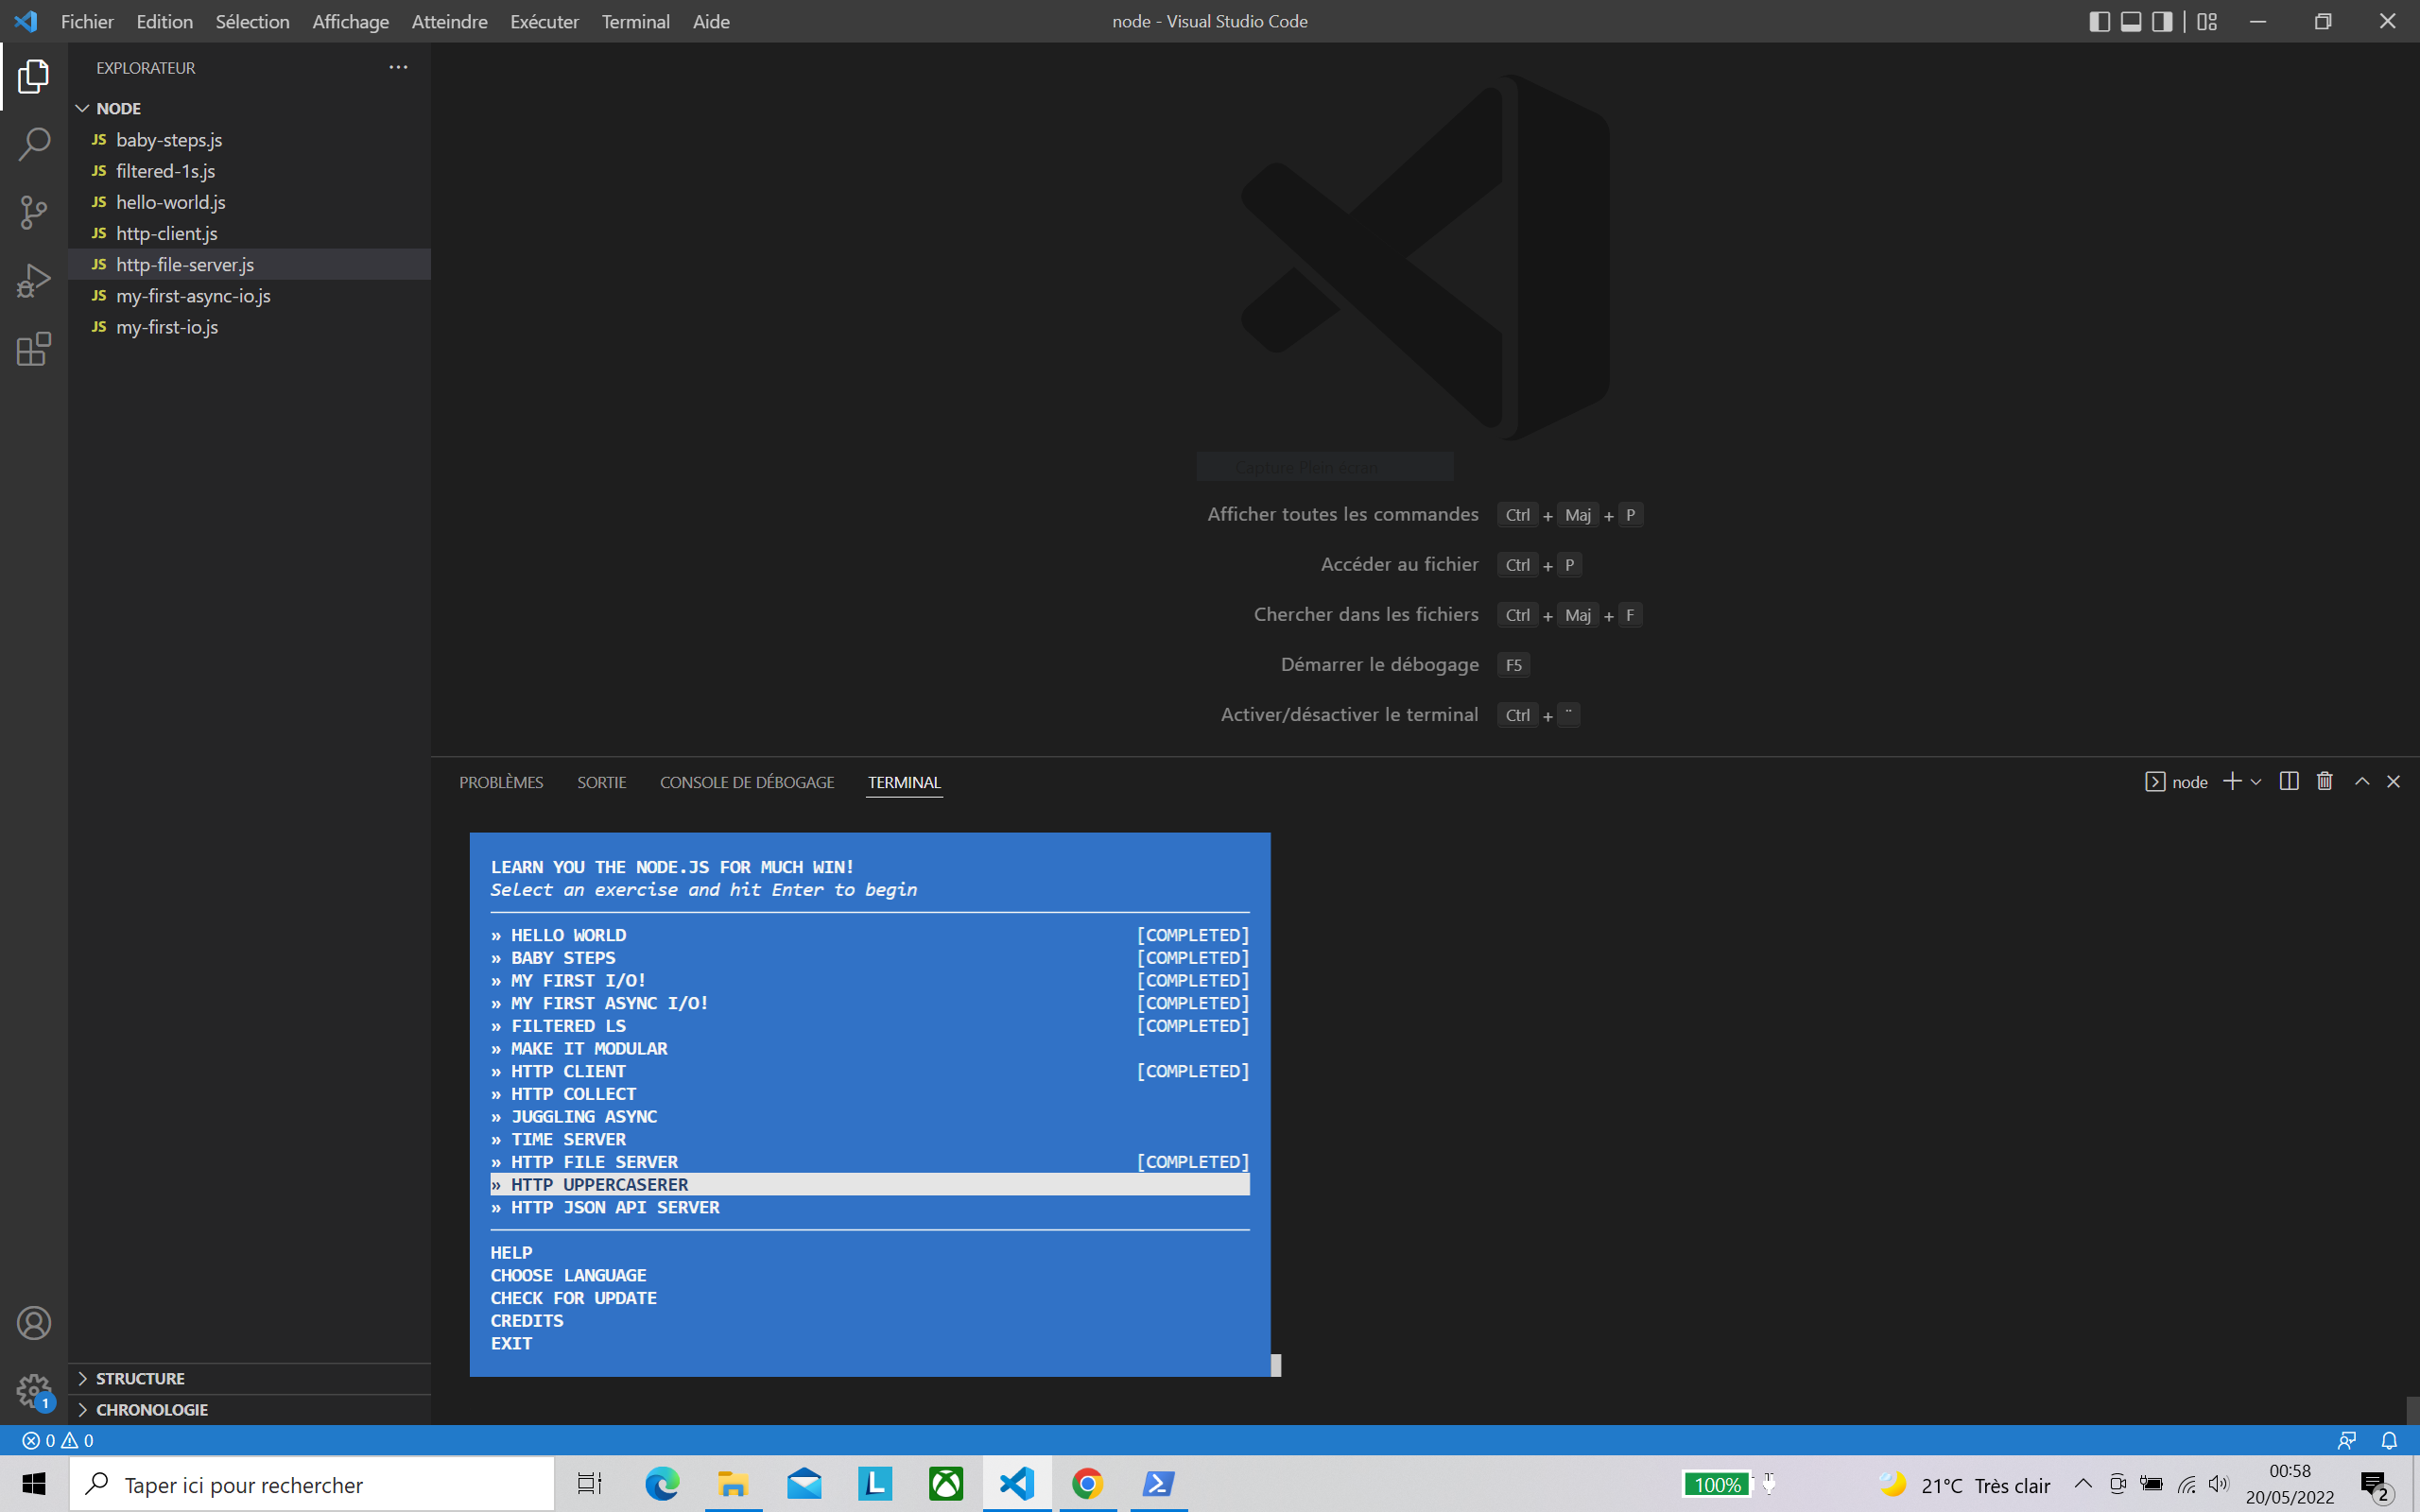 Fichier Edition Sélection Affichage Atteindre Exécuter Terminal Aide
node - Visual Studio Code
EXPLORATEUR
NODE
JS baby-steps.js
JS filtered-1s.js
JS hello-world.js
JS http-client.js
JS http-file-server.js
JS my-first-async-io.js
JS my-first-io.js
STRUCTURE
CHRONOLOGIE
Capture Plein écran
Afficher toutes les commandes Ctrl + Maj + P
Accéder au fichier Ctrl + P
Chercher dans les fichiers Ctrl + Maj + F
Démarrer le débogage F5
Activer/désactiver le terminal Ctrl + ¨
PROBLÈMES SORTIE CONSOLE DE DÉBOGAGE TERMINAL
node
LEARN YOU THE NODE.JS FOR MUCH WIN!
Select an exercise and hit Enter to begin
» HELLO WORLD [COMPLETED]
» BABY STEPS [COMPLETED]
» MY FIRST I/O! [COMPLETED]
» MY FIRST ASYNC I/O! [COMPLETED]
» FILTERED LS [COMPLETED]
» MAKE IT MODULAR
» HTTP CLIENT [COMPLETED]
» HTTP COLLECT
» JUGGLING ASYNC
» TIME SERVER
» HTTP FILE SERVER [COMPLETED]
» HTTP UPPERCASERER
» HTTP JSON API SERVER
HELP
CHOOSE LANGUAGE
CHECK FOR UPDATE
CREDITS
EXIT
1
0 0
Taper ici pour rechercher
L
100%
21°C Très clair
00:58
20/05/2022
2